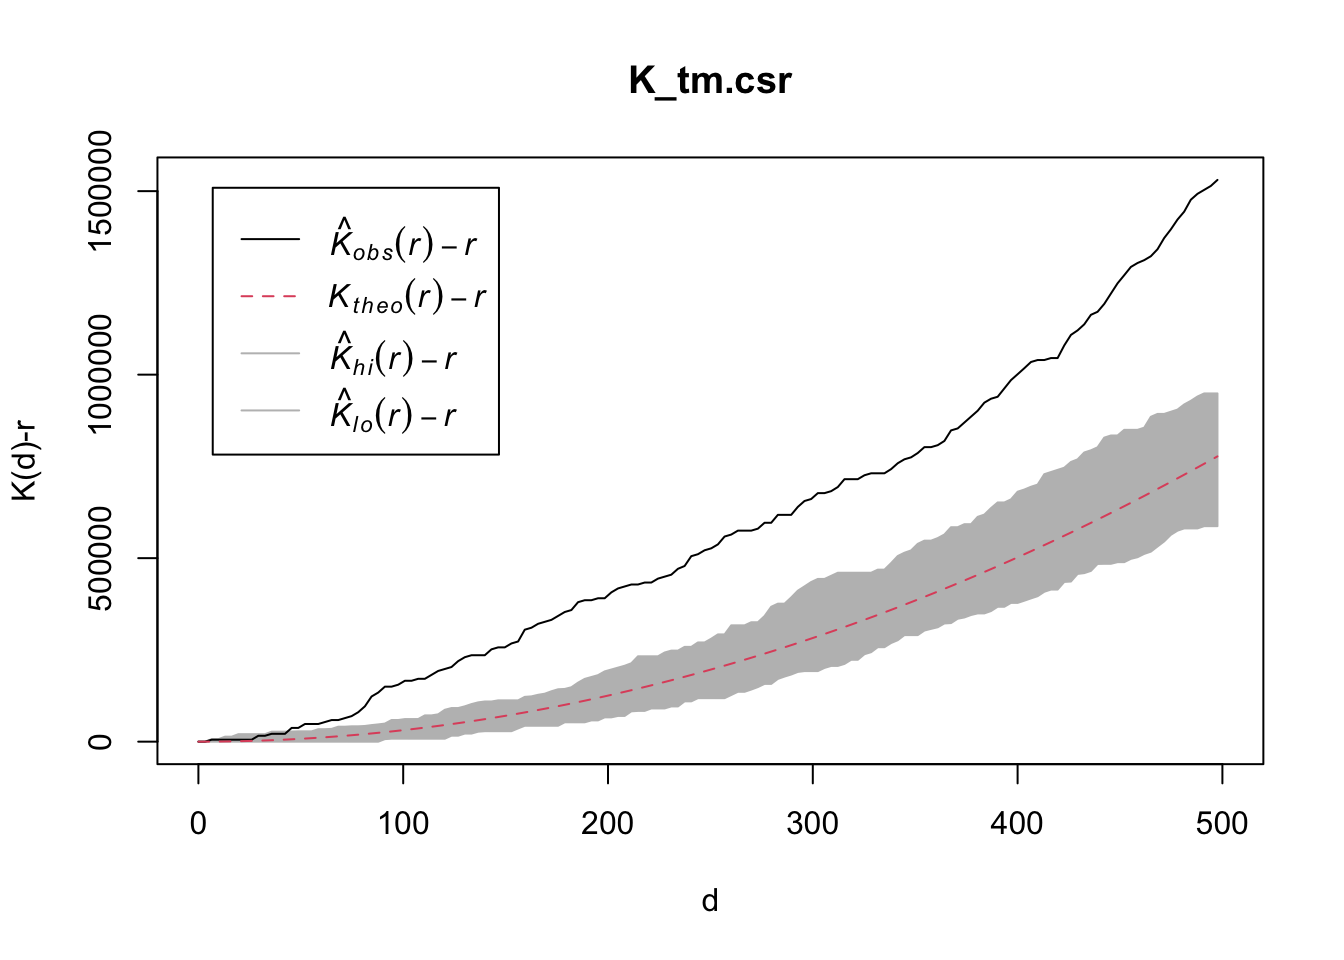 K_tm.csr
K̂obs(r) − r
Ktheo(r) − r
K̂hi(r) − r
K̂lo(r) − r
K(d)-r
0
500000
1000000
1500000
0 100 200 300 400 500
d